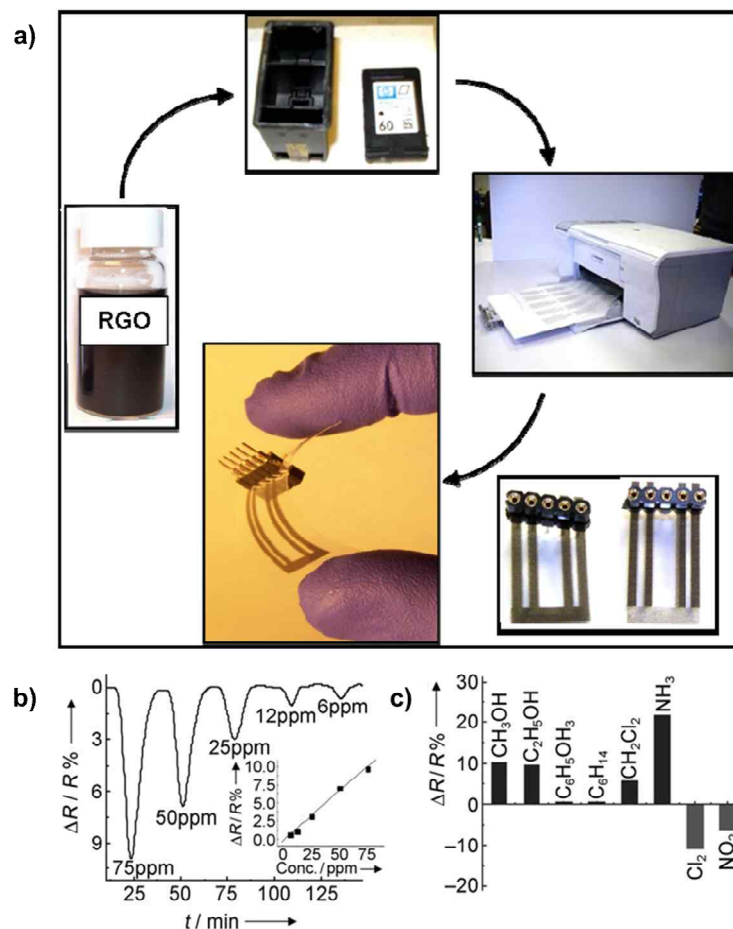 a)
60
RGO
b)
ΔR / R%
0
3
6
9
75ppm
50ppm
25ppm
12ppm
6ppm
ΔR / R%
10.0
7.5
5.0
2.5
0.0
0 25 50 75
Conc. / ppm
25 50 75 100 125
t / min
c)
ΔR / R%
30
20
10
0
−10
−20
CH₃OH
C₂H₅OH
C₆H₅OH₃
C₆H₁₄
CH₂Cl₂
NH₃
Cl₂
NO₂